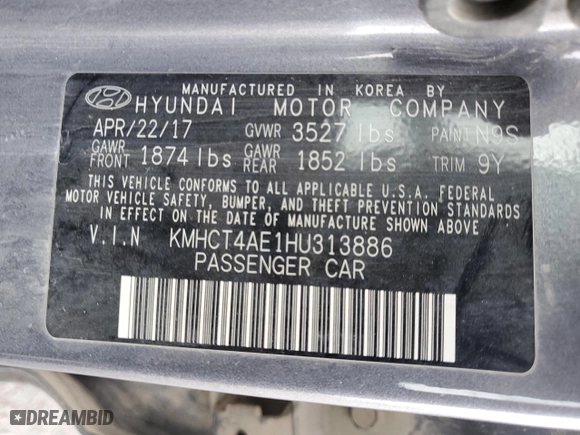 MANUFACTURED IN KOREA BY
HYUNDAI MOTOR COMPANY
APR/22/17 GVWR 3527 lbs PAINT N9S
GAWR FRONT 1874 lbs GAWR REAR 1852 lbs TRIM 9Y
THIS VEHICLE CONFORMS TO ALL APPLICABLE U.S.A. FEDERAL
MOTOR VEHICLE SAFETY, BUMPER, AND THEFT PREVENTION STANDARDS
IN EFFECT ON THE DATE OF MANUFACTURE SHOWN ABOVE.
V.I.N KMHCT4AE1HU313886
PASSENGER CAR
DREAMBID